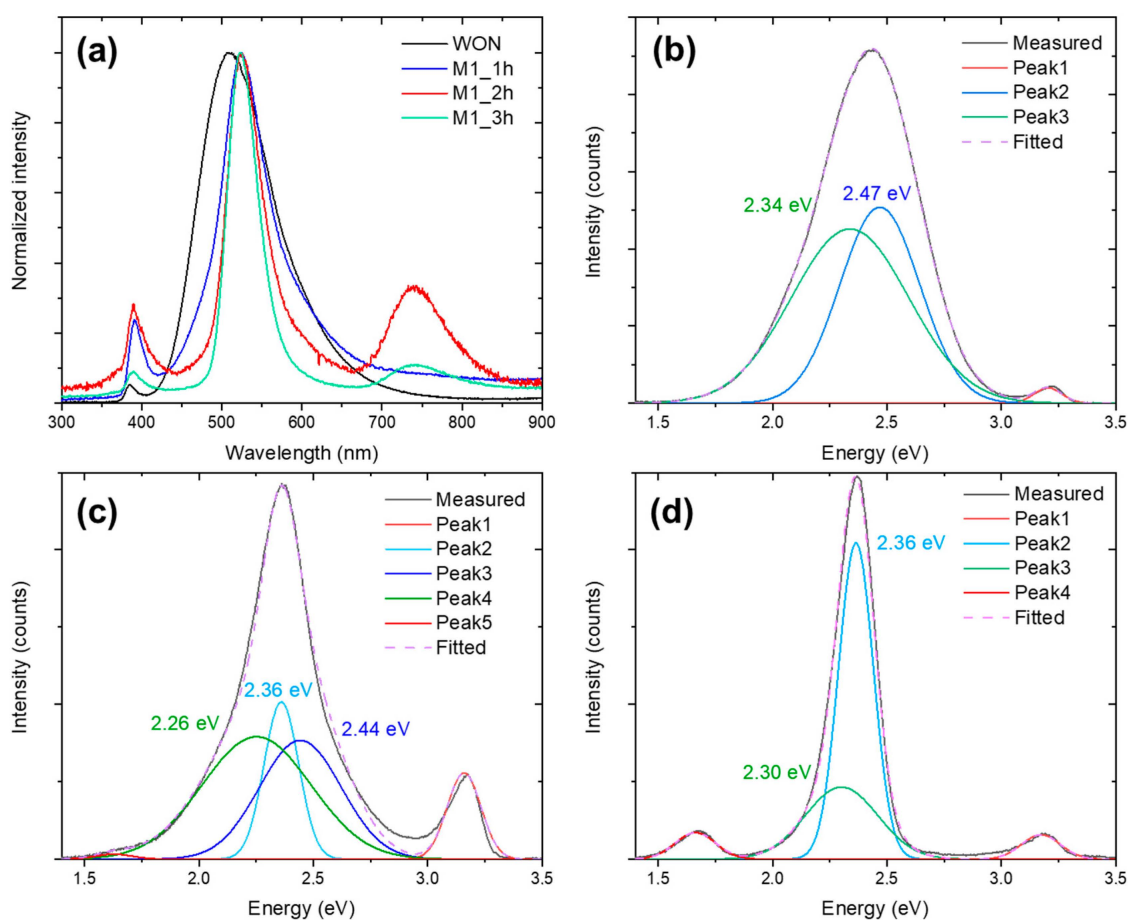 (a)
WON
M1_1h
M1_2h
M1_3h
Normalized intensity
300 400 500 600 700 800 900
Wavelength (nm)
(b)
Measured
Peak1
Peak2
Peak3
Fitted
2.34 eV
2.47 eV
Intensity (counts)
1.5 2.0 2.5 3.0 3.5
Energy (eV)
(c)
Measured
Peak1
Peak2
Peak3
Peak4
Peak5
Fitted
2.36 eV
2.26 eV
2.44 eV
Intensity (counts)
1.5 2.0 2.5 3.0 3.5
Energy (eV)
(d)
Measured
Peak1
Peak2
Peak3
Peak4
Fitted
2.36 eV
2.30 eV
Intensity (counts)
1.5 2.0 2.5 3.0 3.5
Energy (eV)